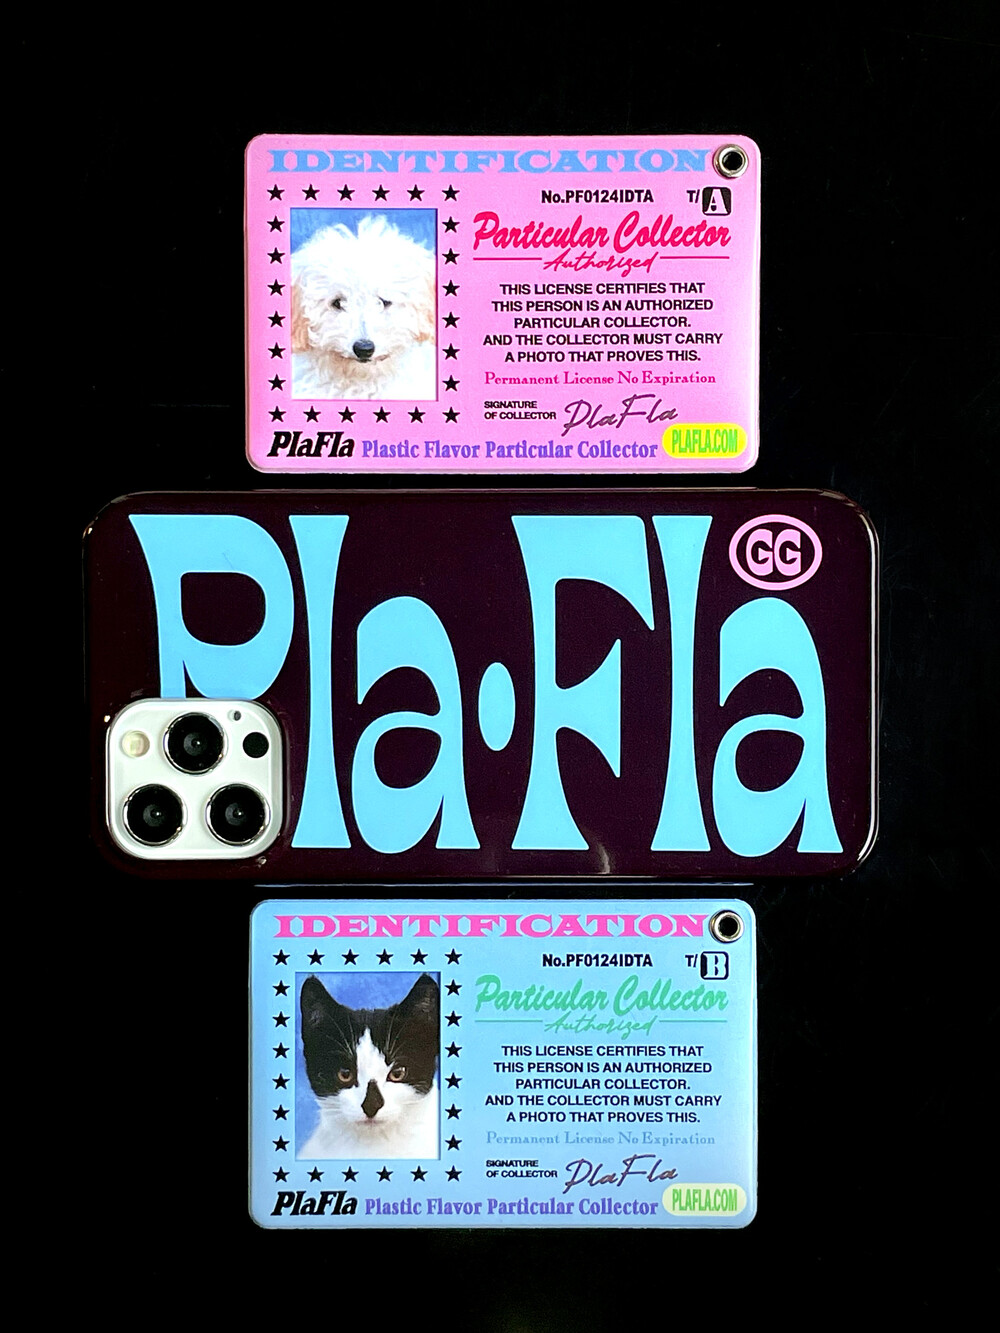 IDENTIFICATION
No.PF0124IDTA T/A
Particular Collector
Authorized
THIS LICENSE CERTIFIES THAT
THIS PERSON IS AN AUTHORIZED
PARTICULAR COLLECTOR.
AND THE COLLECTOR MUST CARRY
A PHOTO THAT PROVES THIS.
Permanent License No Expiration
SIGNATURE
OF COLLECTOR PlaFla
PlaFla Plastic Flavor Particular Collector PLAFLA.COM
Pla·Fla GG
IDENTIFICATION
No.PF0124IDTA T/B
Particular Collector
Authorized
THIS LICENSE CERTIFIES THAT
THIS PERSON IS AN AUTHORIZED
PARTICULAR COLLECTOR.
AND THE COLLECTOR MUST CARRY
A PHOTO THAT PROVES THIS.
Permanent License No Expiration
SIGNATURE
OF COLLECTOR PlaFla
PlaFla Plastic Flavor Particular Collector PLAFLA.COM